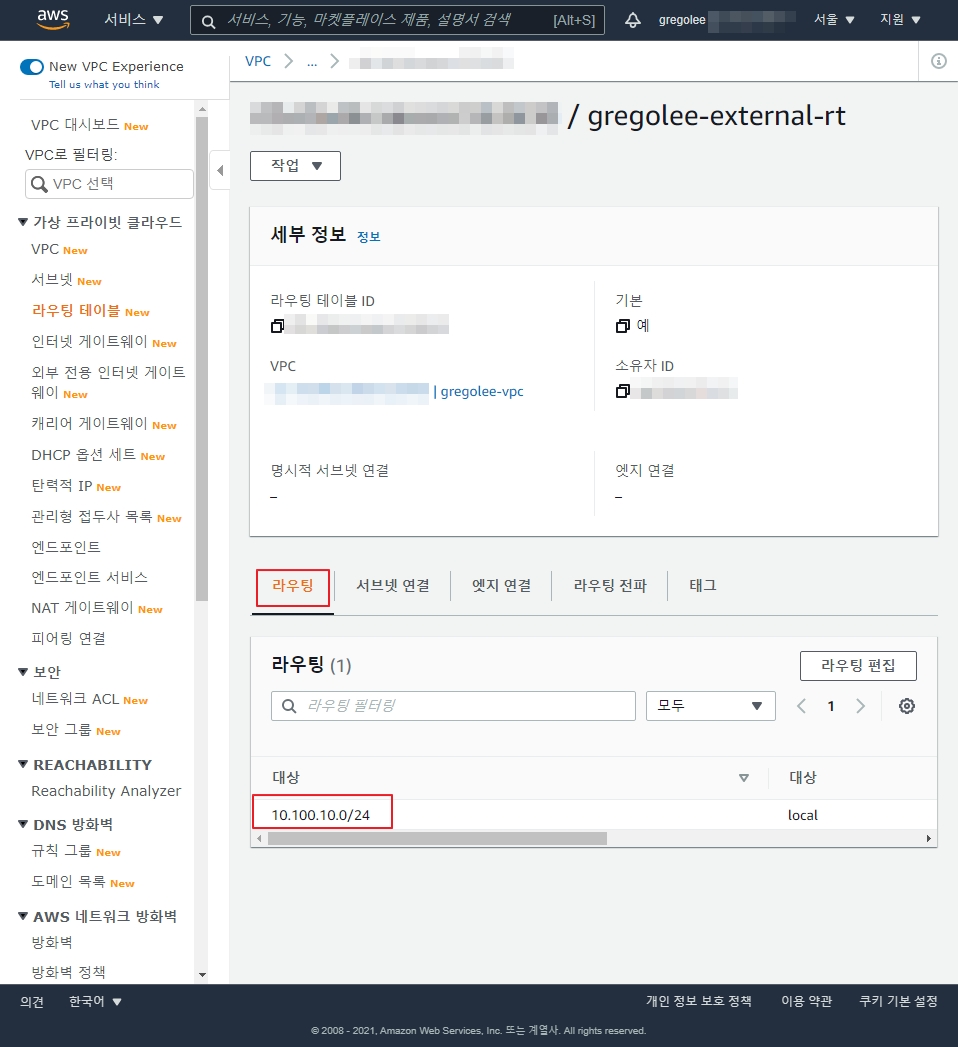 aws 서비스 ▼ 서비스, 기능, 마켓플레이스 제품, 설명서 검색 [Alt+S] gregolee 서울 ▼ 지원 ▼
New VPC Experience
Tell us what you think
VPC 대시보드 New
VPC로 필터링:
VPC 선택
가상 프라이빗 클라우드
VPC New
서브넷 New
라우팅 테이블 New
인터넷 게이트웨이 New
외부 전용 인터넷 게이트
웨이 New
캐리어 게이트웨이 New
DHCP 옵션 세트 New
탄력적 IP New
관리형 접두사 목록 New
엔드포인트
엔드포인트 서비스
NAT 게이트웨이 New
피어링 연결
보안
네트워크 ACL New
보안 그룹 New
REACHABILITY
Reachability Analyzer
DNS 방화벽
규칙 그룹 New
도메인 목록 New
AWS 네트워크 방화벽
방화벽
방화벽 정책
VPC > ... >
/ gregolee-external-rt
작업 ▼
세부 정보 정보
라우팅 테이블 ID
기본
예
VPC
| gregolee-vpc
소유자 ID
명시적 서브넷 연결
–
엣지 연결
–
라우팅 서브넷 연결 엣지 연결 라우팅 전파 태그
라우팅 (1) 라우팅 편집
라우팅 필터링 모두 ▼ < 1 >
대상 대상
10.100.10.0/24 local
의견 한국어 ▼ 개인 정보 보호 정책 이용 약관 쿠키 기본 설정
© 2008 - 2021, Amazon Web Services, Inc. 또는 계열사. All rights reserved.